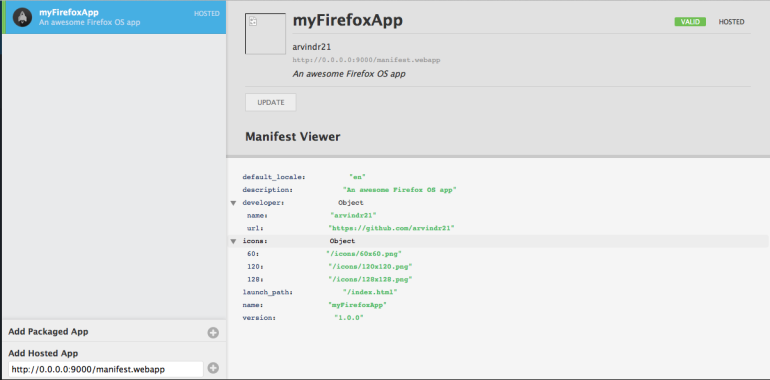 myFirefoxApp HOSTED
An awesome Firefox OS app
Add Packaged App
Add Hosted App
http://0.0.0.0:9000/manifest.webapp
myFirefoxApp
VALID HOSTED
arvindr21
http://0.0.0.0:9000/manifest.webapp
An awesome Firefox OS app
UPDATE
Manifest Viewer
default_locale: "en"
description: "An awesome Firefox OS app"
developer: Object
name: "arvindr21"
url: "https://github.com/arvindr21"
icons: Object
60: "/icons/60x60.png"
120: "/icons/120x120.png"
128: "/icons/128x128.png"
launch_path: "/index.html"
name: "myFirefoxApp"
version: "1.0.0"